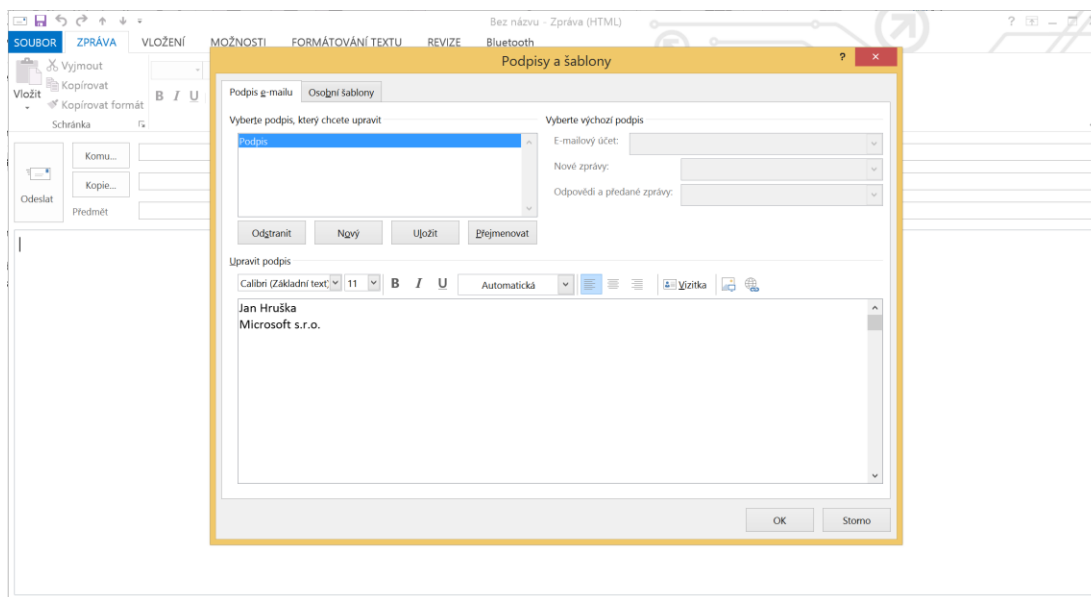 Bez názvu - Zpráva (HTML)
SOUBOR ZPRÁVA VLOŽENÍ MOŽNOSTI FORMÁTOVÁNÍ TEXTU REVIZE Bluetooth
Vložit
Vyjmout
Kopírovat
Kopírovat formát
Schránka
B I U
Odeslat
Komu...
Kopie...
Předmět
Podpisy a šablony
Podpis e-mailu Osobní šablony
Vyberte podpis, který chcete upravit
Podpis
Odstranit Nový Uložit Přejmenovat
Vyberte výchozí podpis
E-mailový účet:
Nové zprávy:
Odpovědi a předané zprávy:
Upravit podpis
Calibri (Základní text) 11 B I U Automatická Vizitka
Jan Hruška
Microsoft s.r.o.
OK Storno